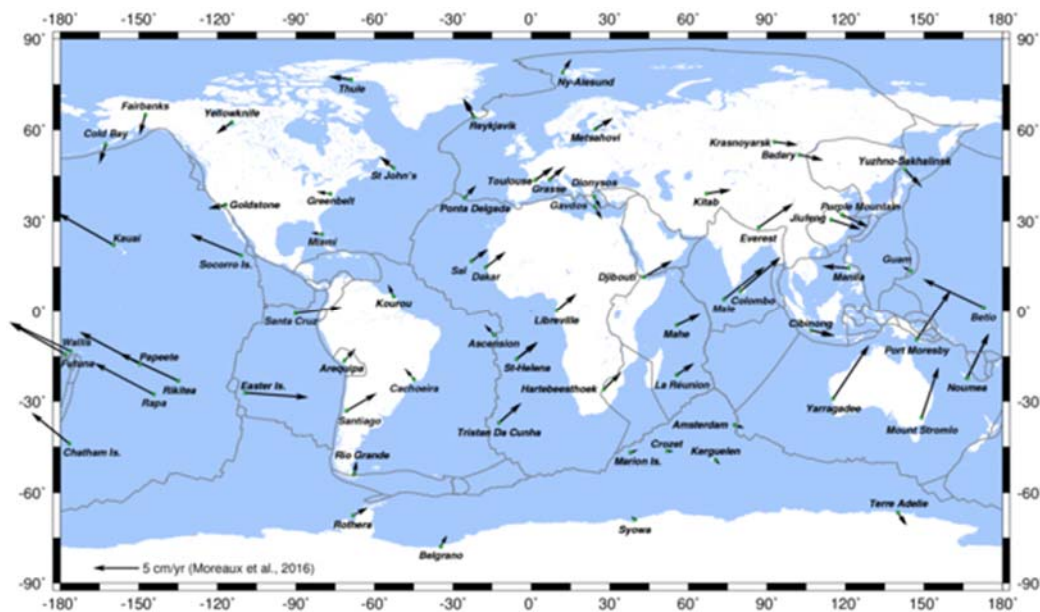 -180° -150° -120° -90° -60° -30° 0° 30° 60° 90° 120° 150° 180°
90° 90°
Ny-Alesund
Thule
Fairbanks
Yellowknife
Reykjavik
60° 60°
Cold Bay
Metsahovi
Krasnoyarsk
Badary
Yuzhno-Sakhalinsk
St John's
Toulouse
Grasse
Dionysos
Kitab
Purple Mountain
Goldstone
Greenbelt
Ponta Delgada
Gavdos
Jiufeng
30° 30°
Kauai
Miami
Everest
Socorro Is.
Sal
Dakar
Djibouti
Manila
Guam
Kourou
Colombo
Male
0° 0°
Santa Cruz
Libreville
Mahe
Cibinong
Betio
Wallis
Futuna
Papeete
Ascension
Port Moresby
Rikitea
Rapa
Easter Is.
Arequipa
Cachoeira
St-Helena
Hartebeesthoek
La Réunion
Noumea
-30° -30°
Yarragadee
Santiago
Tristan Da Cunha
Amsterdam
Mount Stromlo
Chatham Is.
Rio Grande
Marion Is.
Crozet
Kerguelen
-60° -60°
Rothera
Syowa
Terre Adelie
Belgrano
5 cm/yr (Moreaux et al., 2016)
-90° -90°
-180° -150° -120° -90° -60° -30° 0° 30° 60° 90° 120° 150° 180°